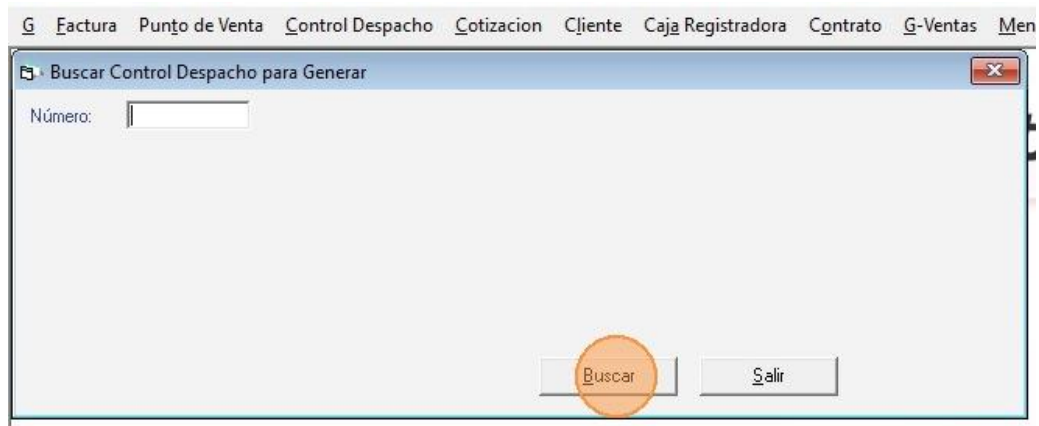 G Factura Punto de Venta Control Despacho Cotizacion Cliente Caja Registradora Contrato G-Ventas Men
Buscar Control Despacho para Generar
Número:
Buscar Salir